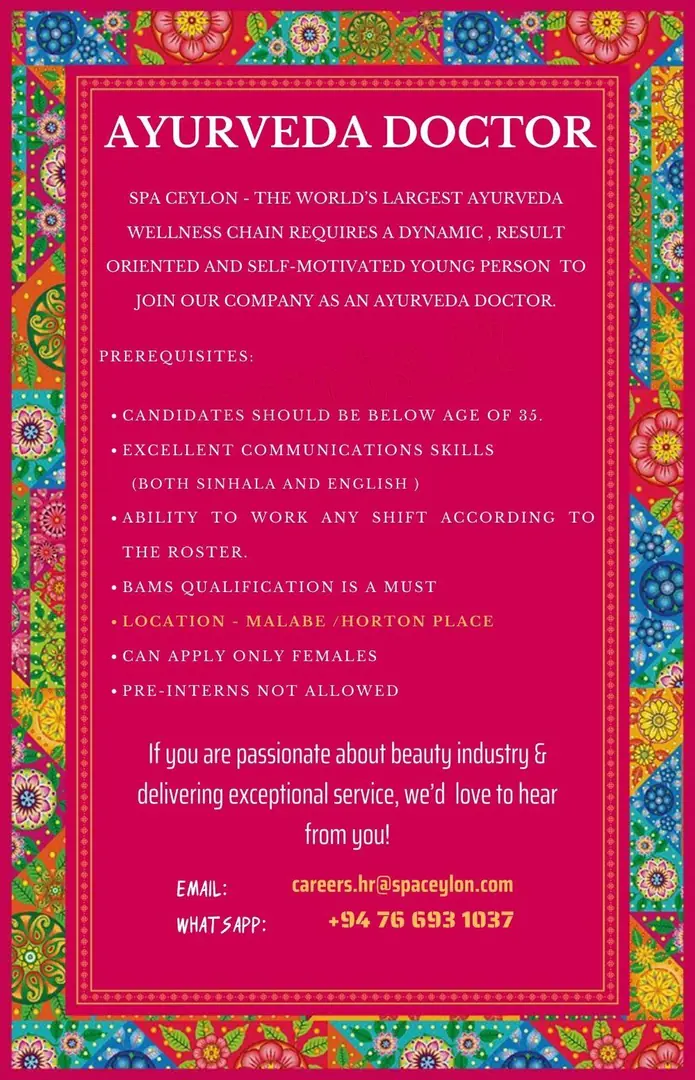 AYURVEDA DOCTOR
SPA CEYLON - THE WORLD'S LARGEST AYURVEDA
WELLNESS CHAIN REQUIRES A DYNAMIC , RESULT
ORIENTED AND SELF-MOTIVATED YOUNG PERSON TO
JOIN OUR COMPANY AS AN AYURVEDA DOCTOR.
PREREQUISITES:
• CANDIDATES SHOULD BE BELOW AGE OF 35.
• EXCELLENT COMMUNICATIONS SKILLS
(BOTH SINHALA AND ENGLISH )
• ABILITY TO WORK ANY SHIFT ACCORDING TO
THE ROSTER.
• BAMS QUALIFICATION IS A MUST
• LOCATION - MALABE /HORTON PLACE
• CAN APPLY ONLY FEMALES
• PRE-INTERNS NOT ALLOWED
If you are passionate about beauty industry &
delivering exceptional service, we'd love to hear
from you!
EMAIL: careers.hr@spaceylon.com
WHATSAPP: +94 76 693 1037